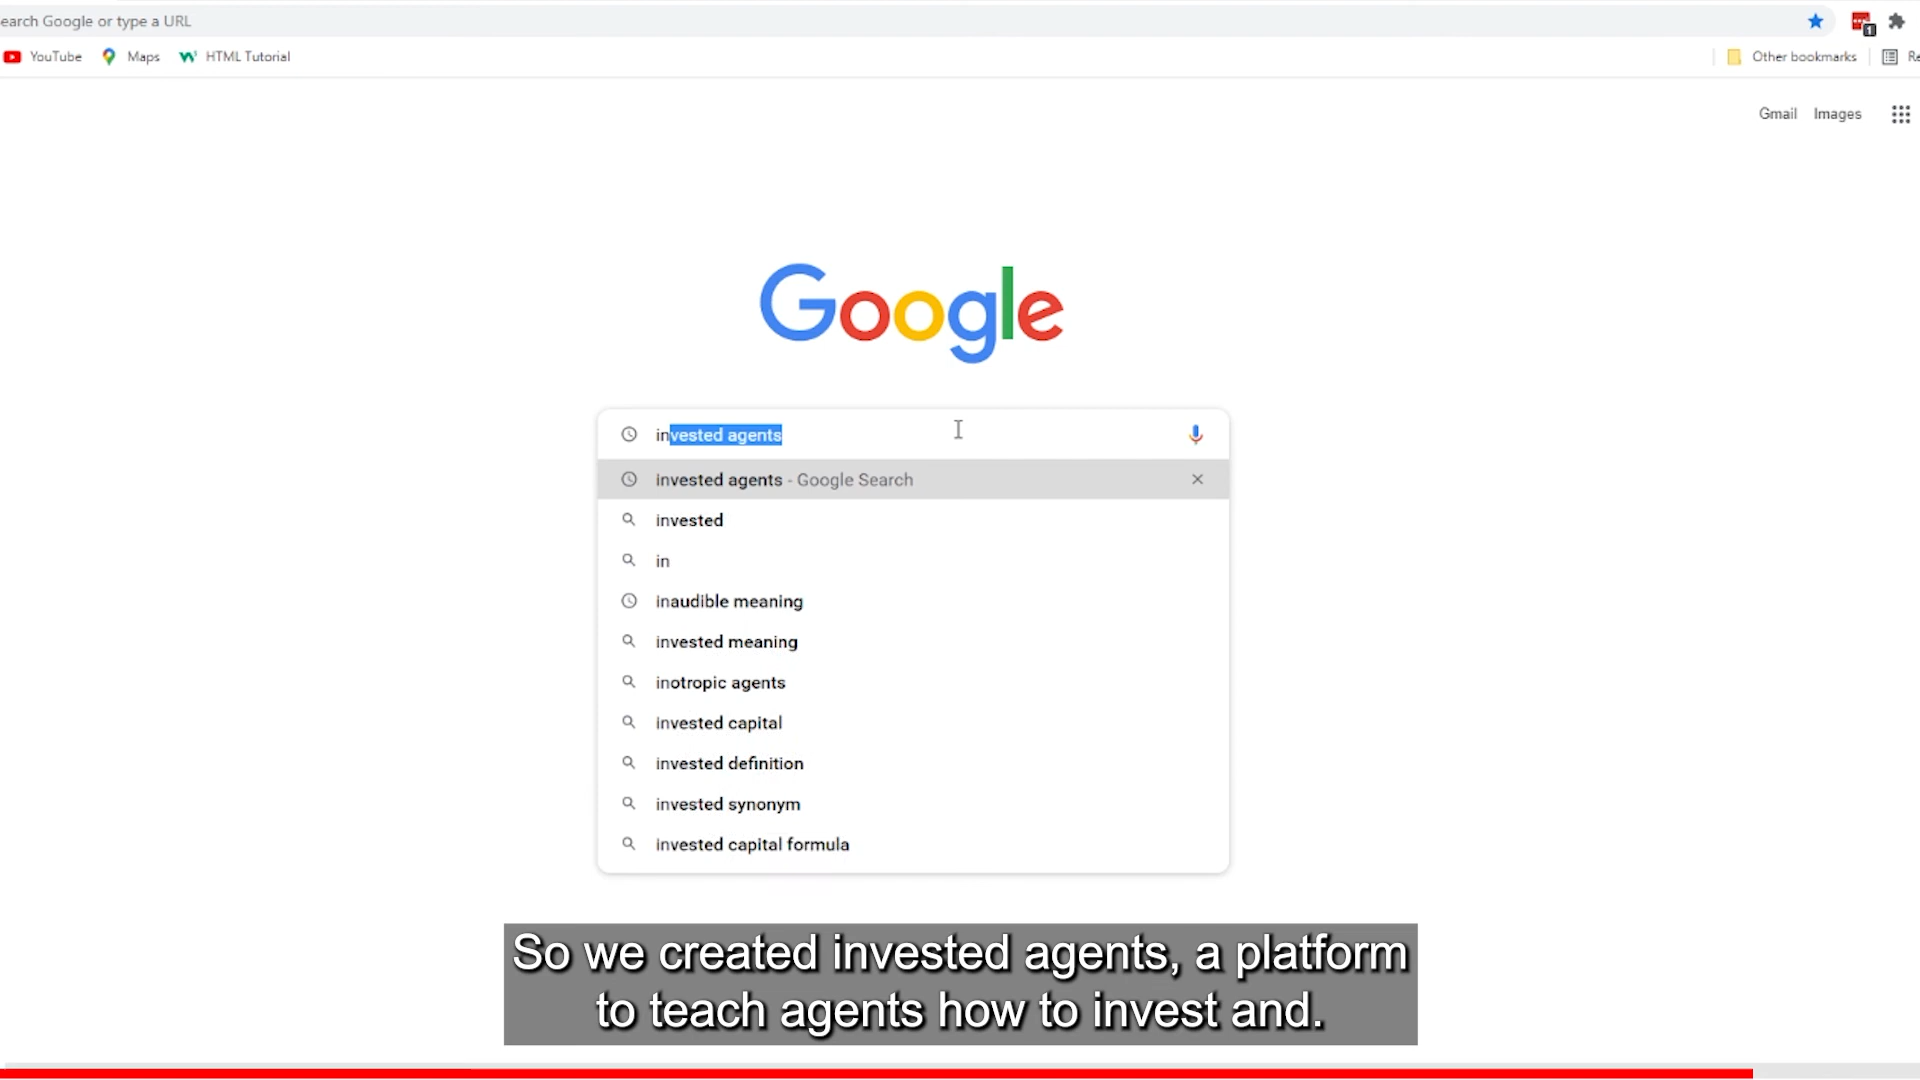 earch Google or type a URL
1
YouTube Maps HTML Tutorial Other bookmarks Re
Gmail Images
Google
invested agents
invested agents - Google Search
invested
in
inaudible meaning
invested meaning
inotropic agents
invested capital
invested definition
invested synonym
invested capital formula
So we created invested agents, a platform
to teach agents how to invest and.